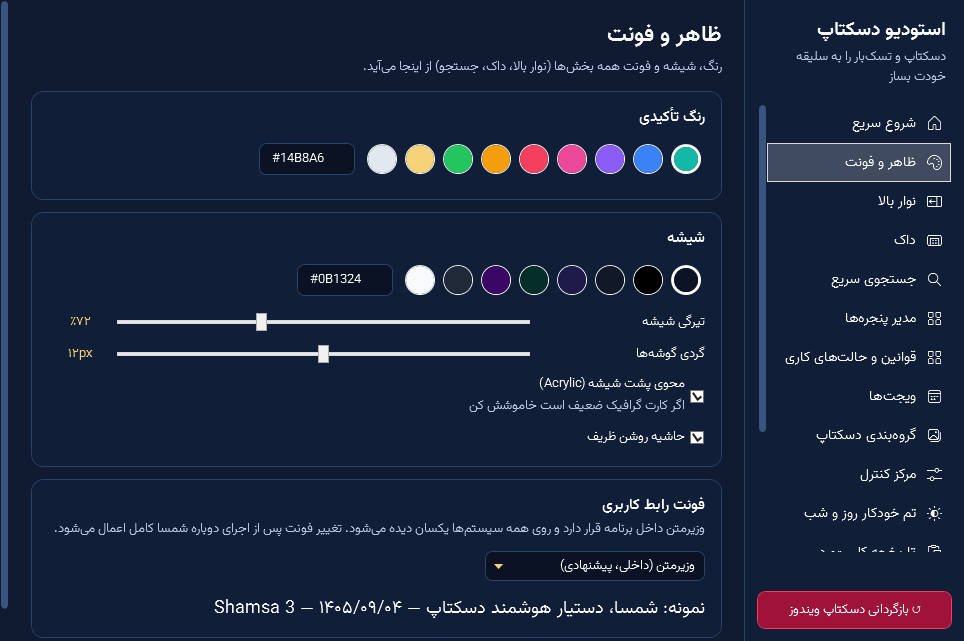 استودیو دسکتاپ
دسکتاپ و تسک‌بار را به سلیقه
خودت بساز
شروع سریع
ظاهر و فونت
نوار بالا
داک
جستجوی سریع
مدیر پنجره‌ها
قوانین و حالت‌های کاری
ویجت‌ها
گروه‌بندی دسکتاپ
مرکز کنترل
تم خودکار روز و شب
↺ بازگردانی دسکتاپ ویندوز
ظاهر و فونت
رنگ، شیشه و فونت همه بخش‌ها (نوار بالا، داک، جستجو) از اینجا می‌آید.
رنگ تأکیدی
#14B8A6
شیشه
#0B1324
تیرگی شیشه
٪۷۲
گردی گوشه‌ها
۱۲px
محوی پشت شیشه (Acrylic)
اگر کارت گرافیک ضعیف است خاموشش کن
حاشیه روشن ظریف
فونت رابط کاربری
وزیرمتن داخل برنامه قرار دارد و روی همه سیستم‌ها یکسان دیده می‌شود. تغییر فونت پس از اجرای دوباره شمسا کامل اعمال می‌شود.
وزیرمتن (داخلی، پیشنهادی)
نمونه: شمسا، دستیار هوشمند دسکتاپ — ۱۴۰۵/۰۹/۰۴ — Shamsa 3